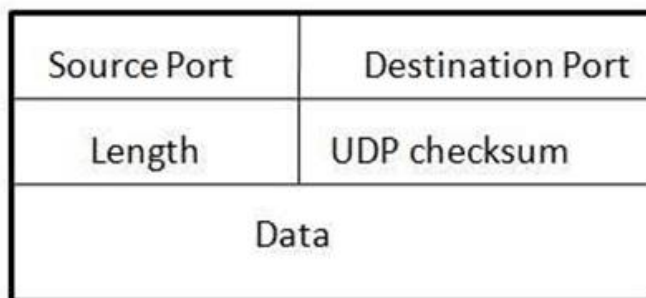 Source Port Destination Port
Length UDP checksum
Data